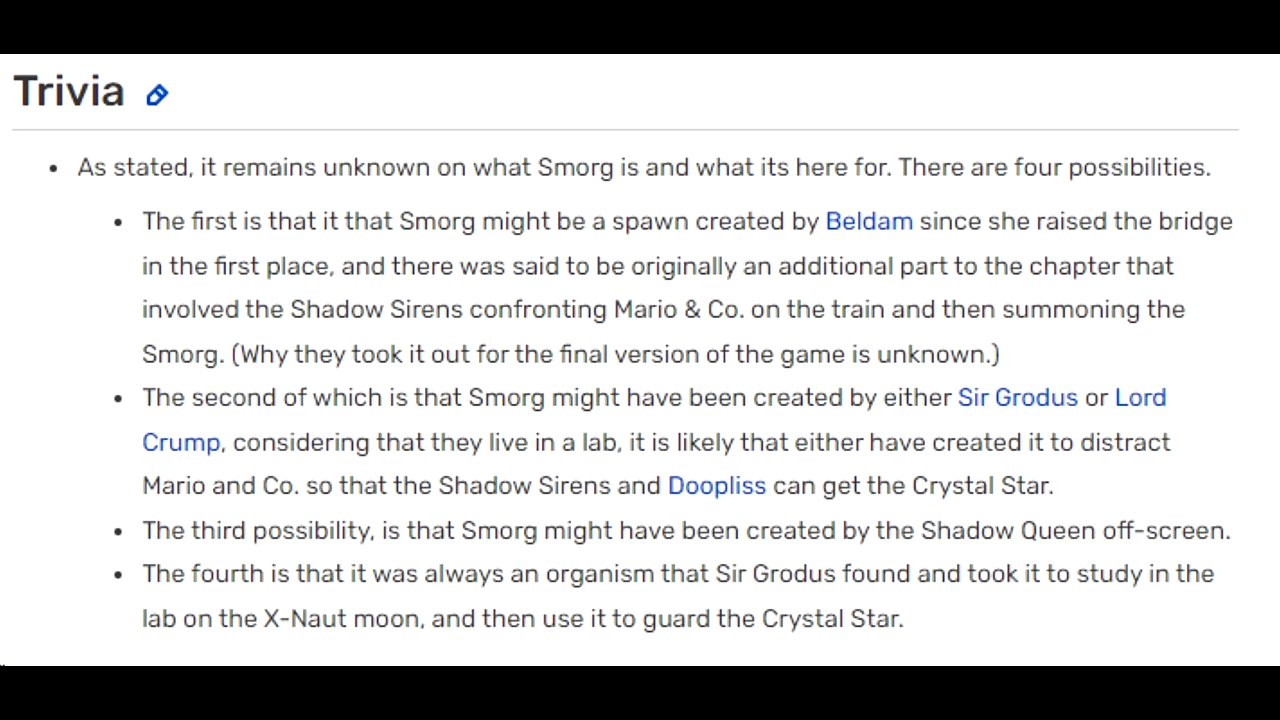 Trivia
As stated, it remains unknown on what Smorg is and what its here for. There are four possibilities.
The first is that it that Smorg might be a spawn created by Beldam since she raised the bridge
in the first place, and there was said to be originally an additional part to the chapter that
involved the Shadow Sirens confronting Mario & Co. on the train and then summoning the
Smorg. (Why they took it out for the final version of the game is unknown.)
The second of which is that Smorg might have been created by either Sir Grodus or Lord
Crump, considering that they live in a lab, it is likely that either have created it to distract
Mario and Co. so that the Shadow Sirens and Doopliss can get the Crystal Star.
The third possibility, is that Smorg might have been created by the Shadow Queen off-screen.
The fourth is that it was always an organism that Sir Grodus found and took it to study in the
lab on the X-Naut moon, and then use it to guard the Crystal Star.